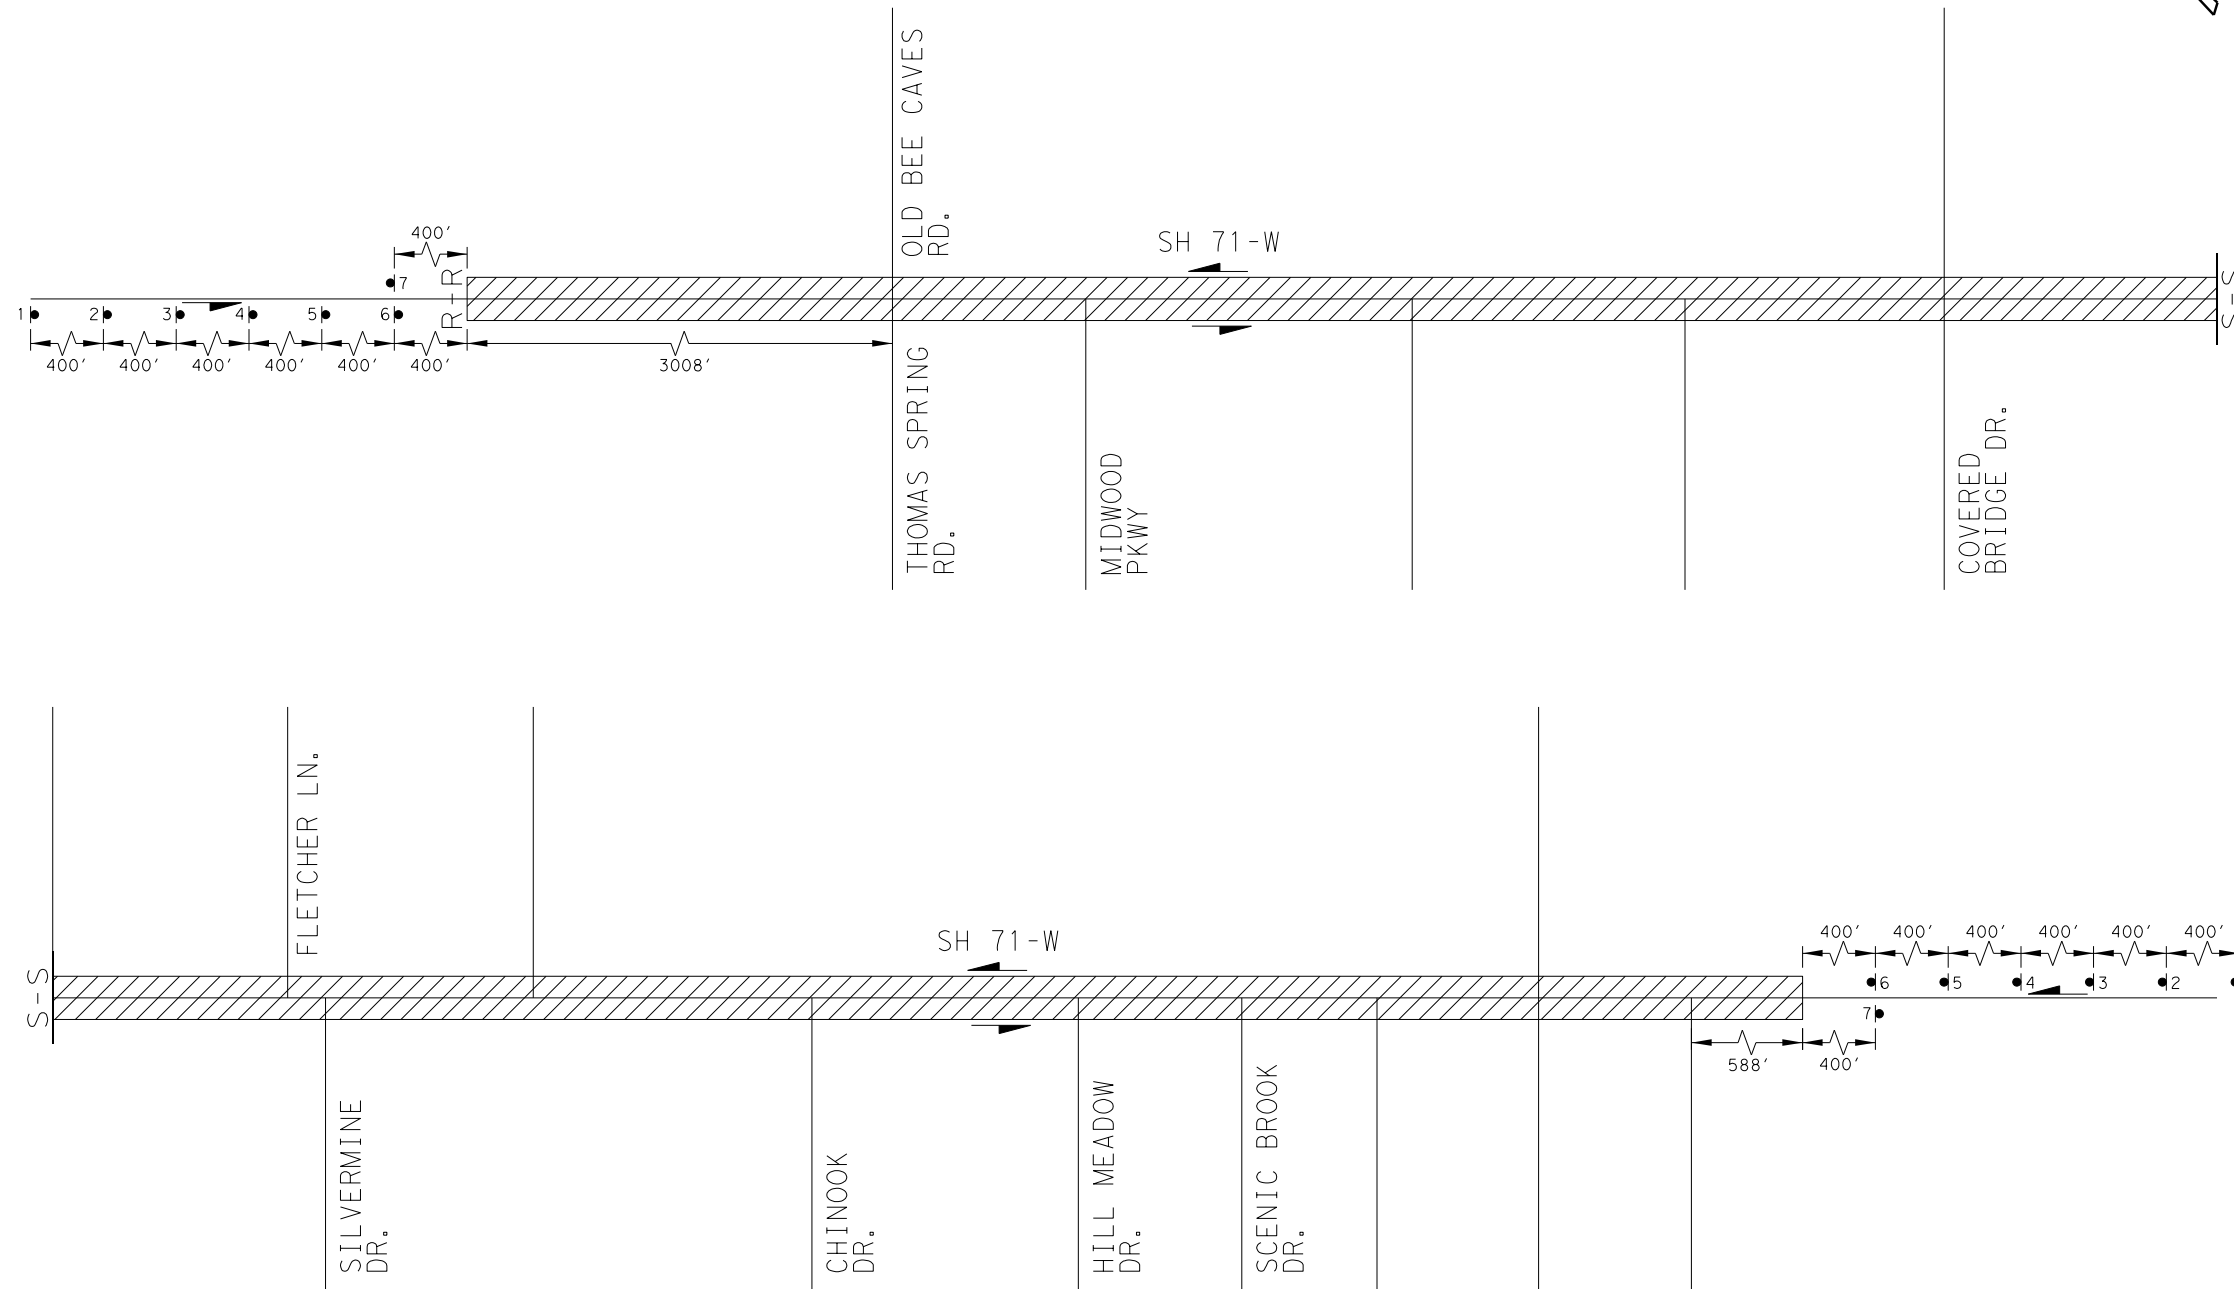 OLD BEE CAVES
RD.
SH 71-W
400'
7
R-R
S-S
1
2
3
4
5
6
400'
400'
400'
400'
400'
400'
3008'
THOMAS SPRING
RD.
MIDWOOD
PKWY
COVERED
BRIDGE DR.
FLETCHER LN.
SH 71-W
400'
400'
400'
400'
400'
400'
S-S
6
5
4
3
2
7
588'
400'
SILVERMINE
DR.
CHINOOK
DR.
HILL MEADOW
DR.
SCENIC BROOK
DR.